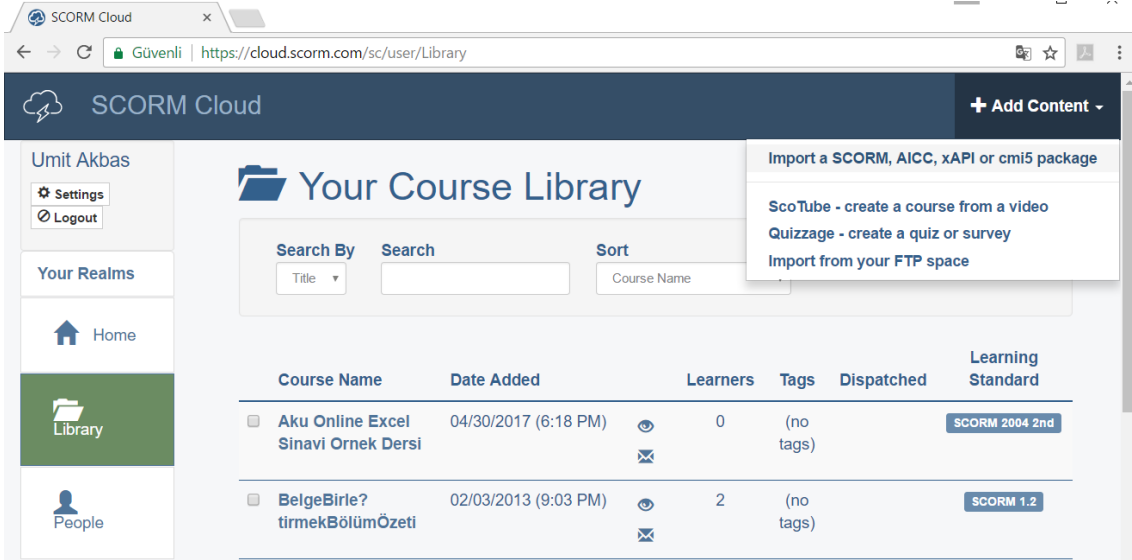 SCORM Cloud
Güvenli | https://cloud.scorm.com/sc/user/Library
SCORM Cloud
Add Content
Umit Akbas
Settings
Logout
Your Realms
Home
Library
People
Import a SCORM, AICC, xAPI or cmi5 package
ScoTube - create a course from a video
Quizzage - create a quiz or survey
Import from your FTP space
Your Course Library
Search By Search Sort
Title Course Name
Learning
Course Name Date Added Learners Tags Dispatched Standard
Aku Online Excel 04/30/2017 (6:18 PM) 0 (no SCORM 2004 2nd
Sinavi Ornek Dersi tags)
BelgeBirle? 02/03/2013 (9:03 PM) 2 (no SCORM 1.2
tirmekBölümÖzeti tags)